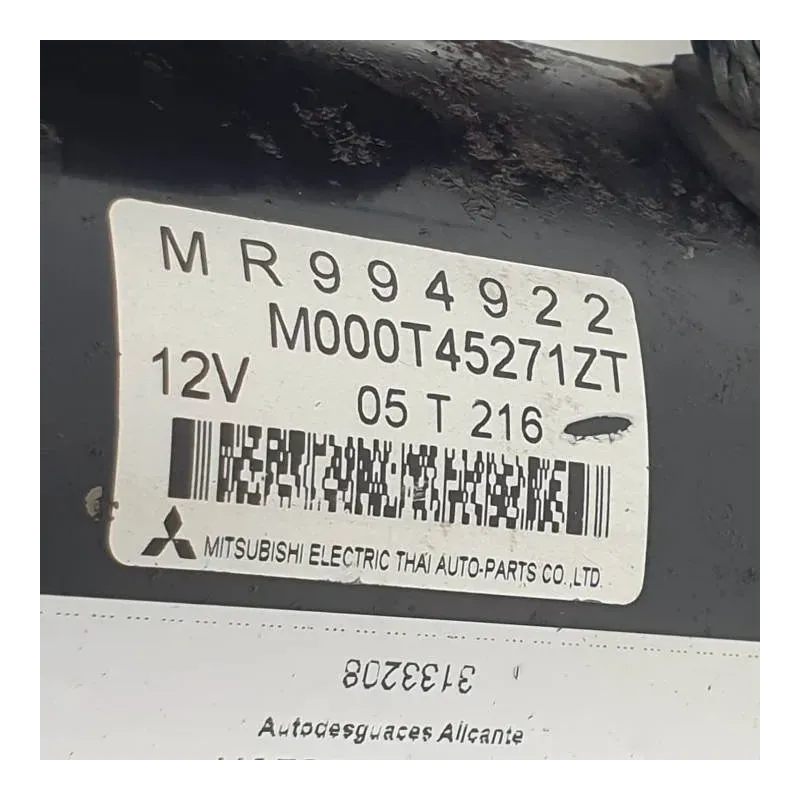 MR994922
M000T45271ZT
12V 05 T 216
MITSUBISHI ELECTRIC THAI AUTO-PARTS CO.,LTD.
3133208
Autodesguaces Alicante